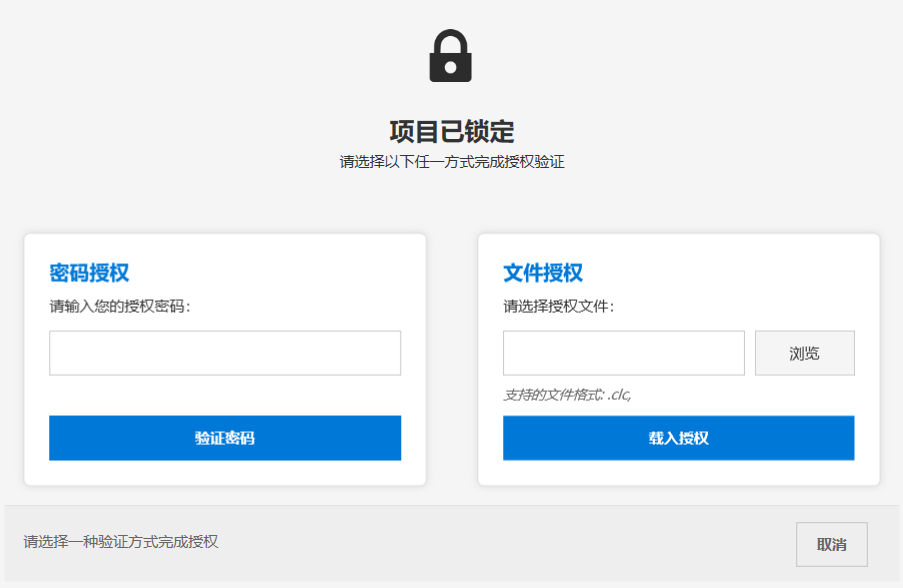 项目已锁定
请选择以下任一方式完成授权验证
密码授权
请输入您的授权密码:
验证密码
文件授权
请选择授权文件:
浏览
支持的文件格式: .clc,
载入授权
请选择一种验证方式完成授权
取消